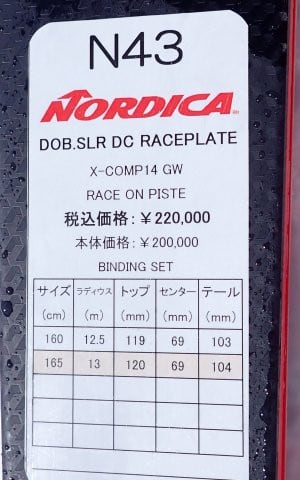 N43
NORDICA
DOB.SLR DC RACEPLATE
X-COMP14 GW
RACE ON PISTE
税込価格：￥220,000
本体価格：￥200,000
BINDING SET
サイズ ラディウス トップ センター テール
(cm) (m) (mm) (mm) (mm)
160 12.5 119 69 103
165 13 120 69 104